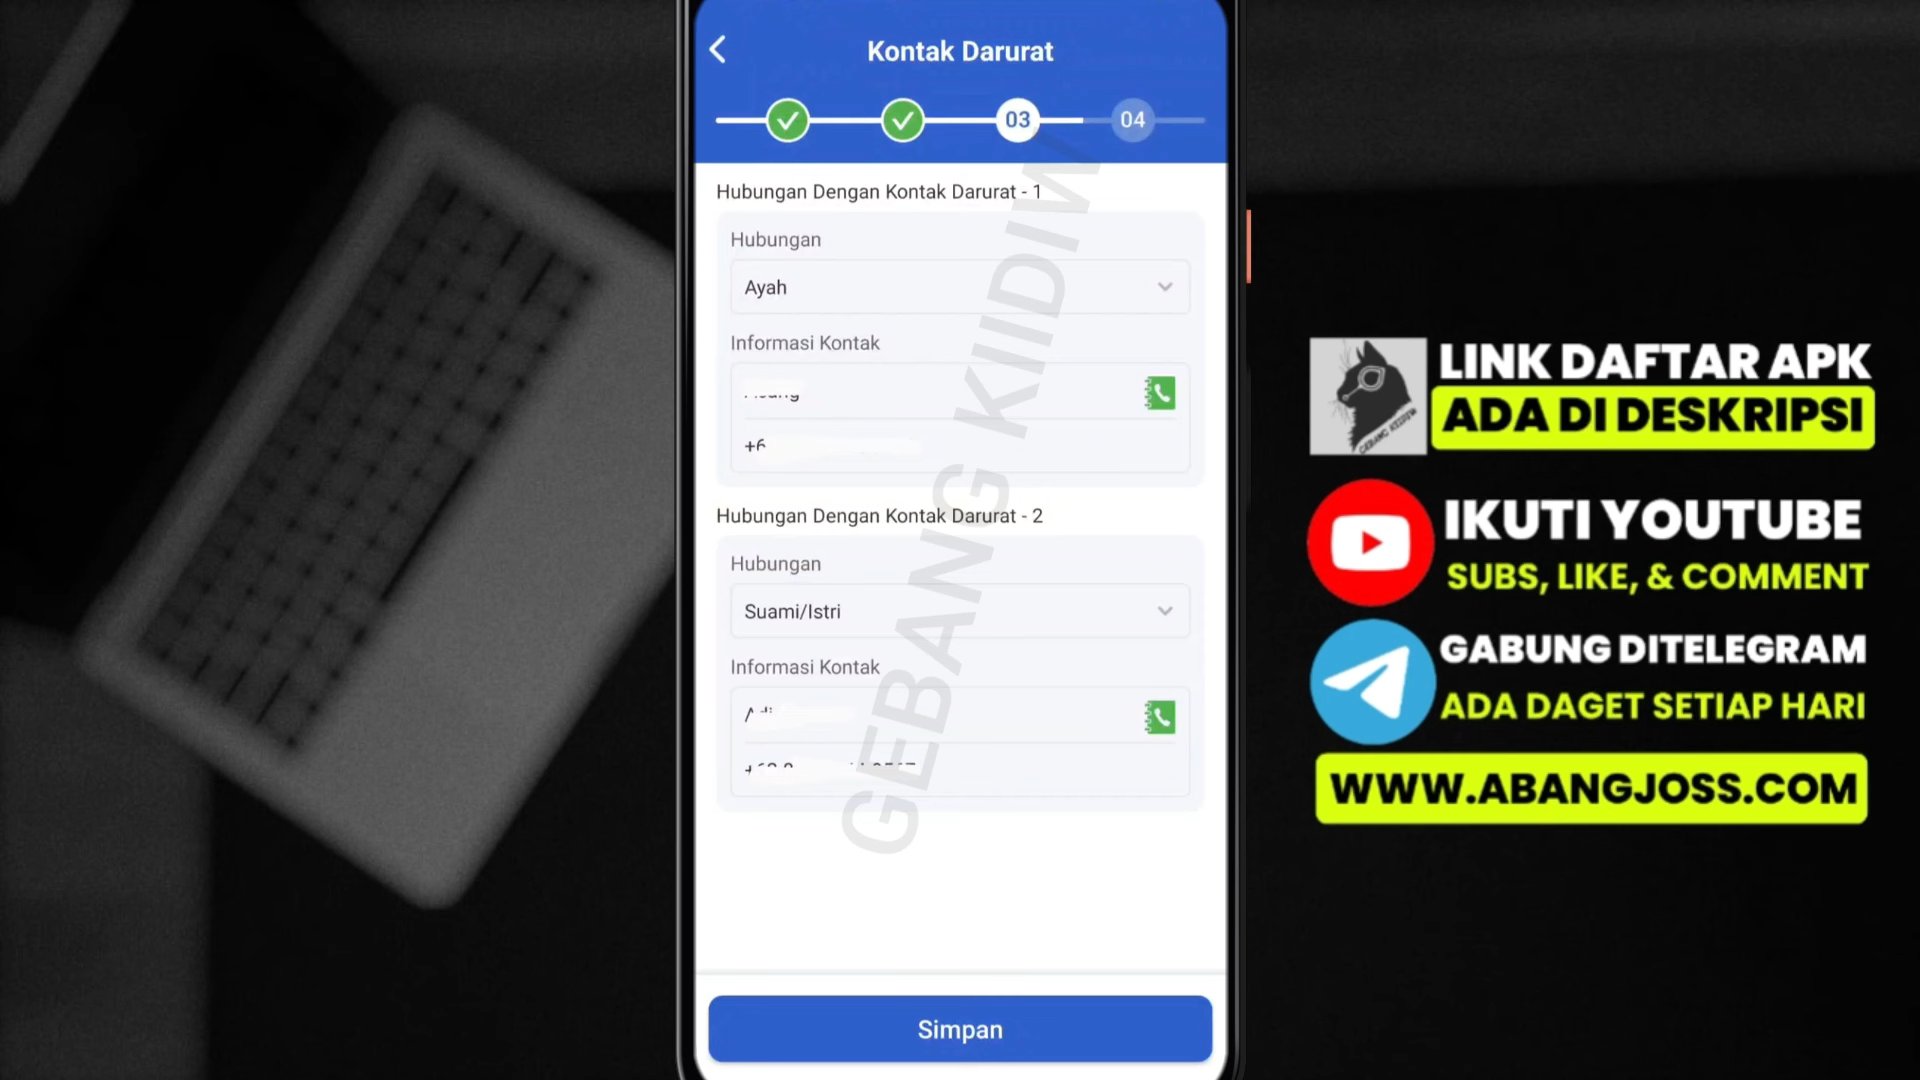 Kontak Darurat
03
04
Hubungan Dengan Kontak Darurat - 1
Hubungan
Ayah
Informasi Kontak
+6
Hubungan Dengan Kontak Darurat - 2
Hubungan
Suami/Istri
Informasi Kontak
Simpan
GEBANG KIIDIW
LINK DAFTAR APK
ADA DI DESKRIPSI
IKUTI YOUTUBE
SUBS, LIKE, & COMMENT
GABUNG DITELEGRAM
ADA DAGET SETIAP HARI
WWW.ABANGJOSS.COM